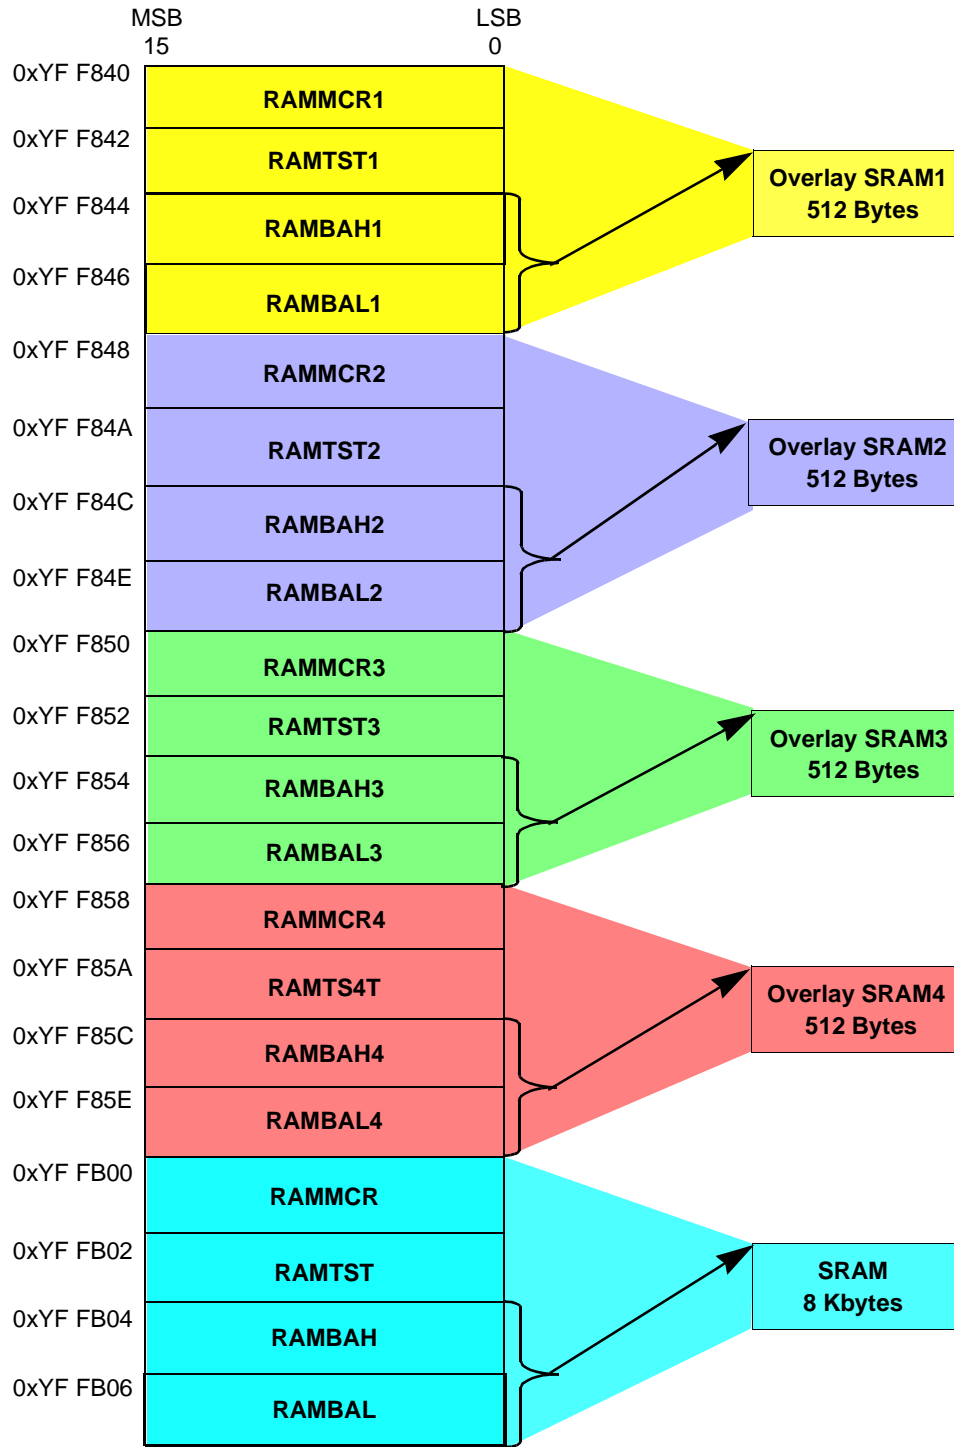 MSB LSB
15 0
0xYF F840
RAMMCR1
0xYF F842
RAMTST1
Overlay SRAM1
512 Bytes
0xYF F844
RAMBAH1
0xYF F846
RAMBAL1
0xYF F848
RAMMCR2
0xYF F84A
RAMTST2
Overlay SRAM2
512 Bytes
0xYF F84C
RAMBAH2
0xYF F84E
RAMBAL2
0xYF F850
RAMMCR3
0xYF F852
RAMTST3
Overlay SRAM3
512 Bytes
0xYF F854
RAMBAH3
0xYF F856
RAMBAL3
0xYF F858
RAMMCR4
0xYF F85A
RAMTS4T
Overlay SRAM4
512 Bytes
0xYF F85C
RAMBAH4
0xYF F85E
RAMBAL4
0xYF FB00
RAMMCR
0xYF FB02
RAMTST
SRAM
8 Kbytes
0xYF FB04
RAMBAH
0xYF FB06
RAMBAL